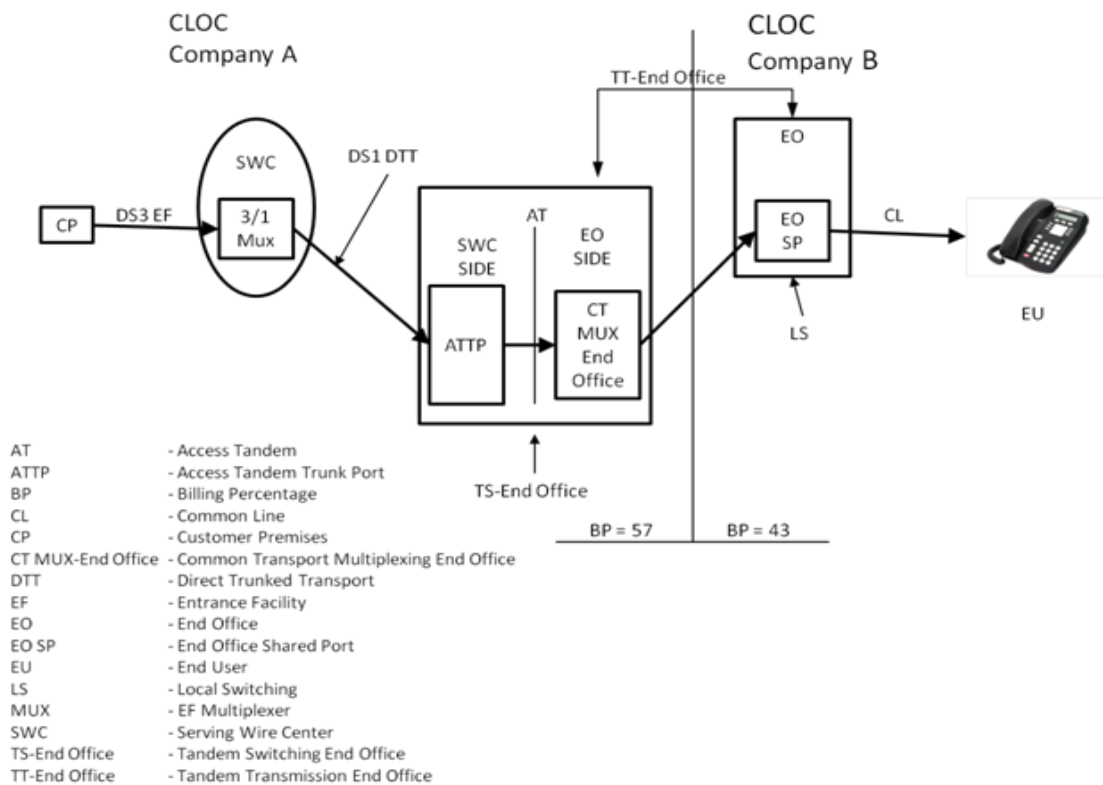 CLOC
Company A
CLOC
Company B
TT-End Office
SWC
DS1 DTT
EO
CP
DS3 EF
3/1
Mux
AT
SWC
SIDE
EO
SIDE
EO
SP
CL
ATTP
CT
MUX
End
Office
LS
EU
TS-End Office
BP = 57
BP = 43
AT - Access Tandem
ATTP - Access Tandem Trunk Port
BP - Billing Percentage
CL - Common Line
CP - Customer Premises
CT MUX-End Office - Common Transport Multiplexing End Office
DTT - Direct Trunked Transport
EF - Entrance Facility
EO - End Office
EO SP - End Office Shared Port
EU - End User
LS - Local Switching
MUX - EF Multiplexer
SWC - Serving Wire Center
TS-End Office - Tandem Switching End Office
TT-End Office - Tandem Transmission End Office